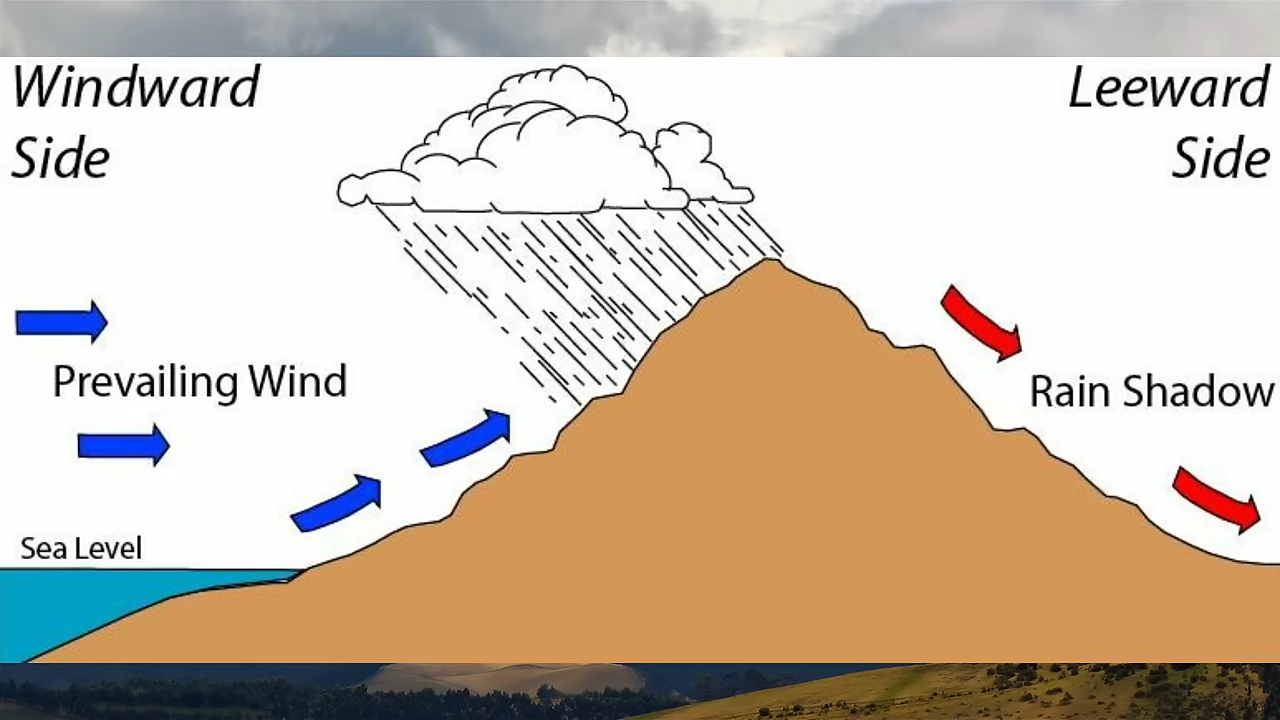 Windward
Side
Leeward
Side
Prevailing Wind
Rain Shadow
Sea Level